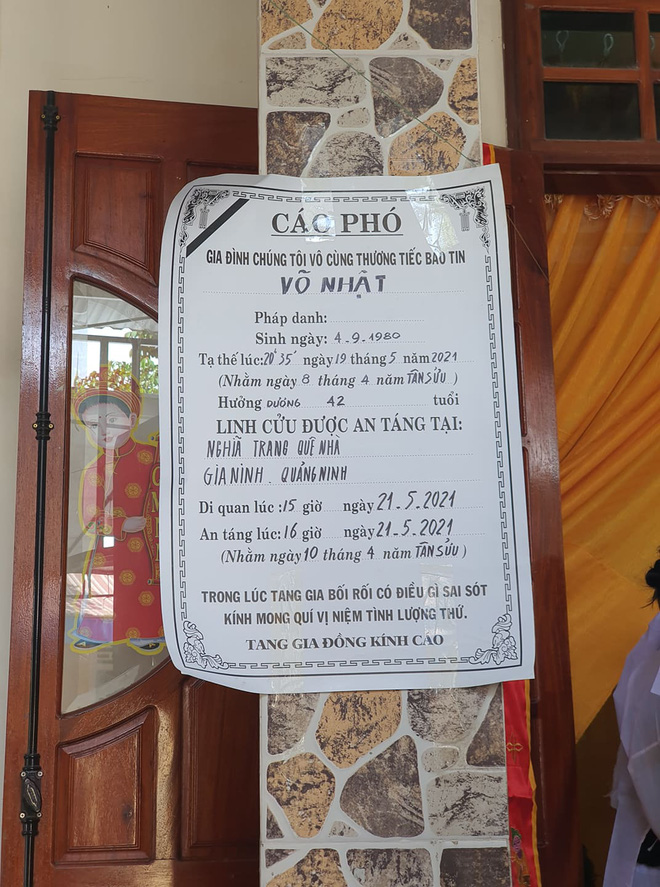 CÁO PHÓ
GIA ĐÌNH CHÚNG TÔI VÔ CÙNG THƯƠNG TIẾC BÁO TIN
VÕ NHẬT
Pháp danh:
Sinh ngày: 4-9-1980
Tạ thế lúc: 20ʰ35' ngày 19 tháng 5 năm 2021
(Nhằm ngày 8 tháng 4 năm TÂN SỬU)
Hưởng DƯƠNG 42 tuổi
LINH CỬU ĐƯỢC AN TÁNG TẠI:
NGHĨA TRANG QUÊ NHÀ
GIA NINH. QUẢNG NINH
Di quan lúc: 15 giờ ngày 21-5-2021
An táng lúc: 16 giờ ngày 21-5-2021
(Nhằm ngày 10 tháng 4 năm TÂN SỬU)
TRONG LÚC TANG GIA BỐI RỐI CÓ ĐIỀU GÌ SAI SÓT
KÍNH MONG QUÍ VỊ NIỆM TÌNH LƯỢNG THỨ.
TANG GIA ĐỒNG KÍNH CÁO